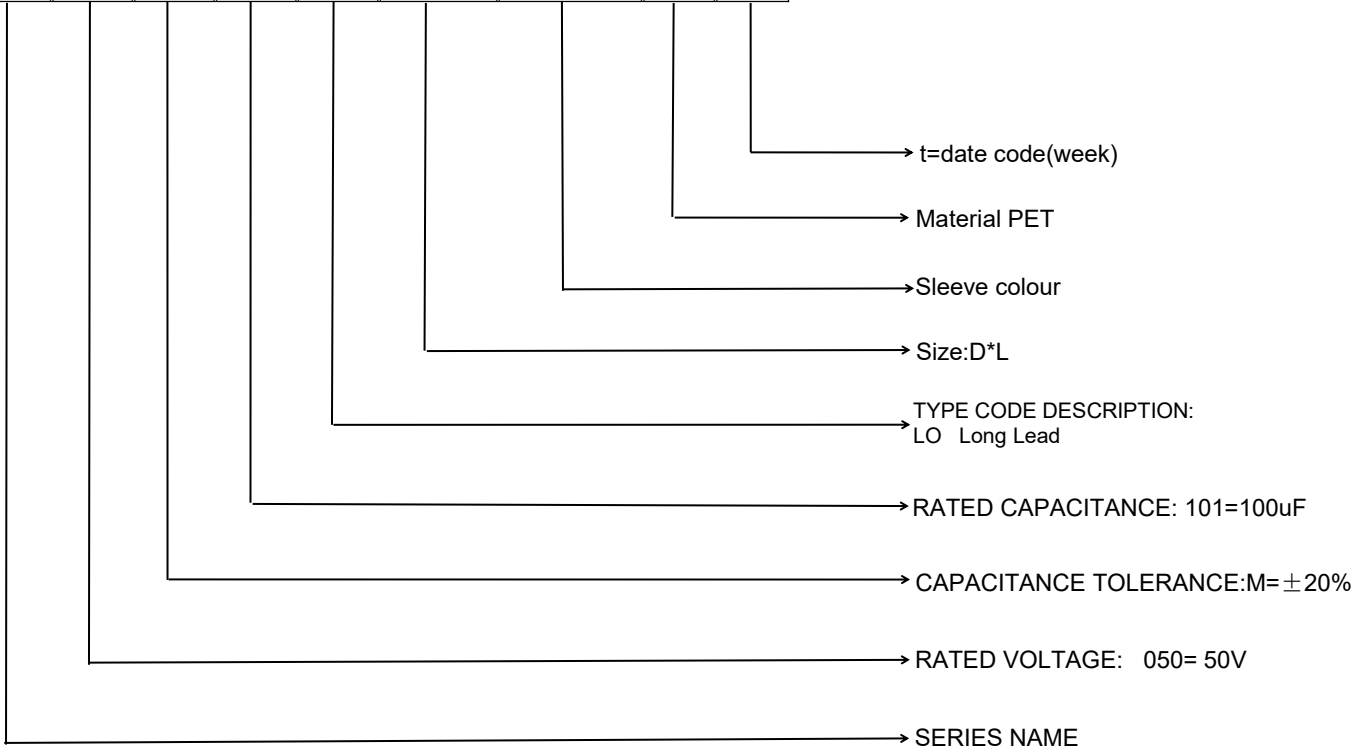 t=date code(week)
Material PET
Sleeve colour
Size:D*L
TYPE CODE DESCRIPTION:
LO Long Lead
RATED CAPACITANCE: 101=100uF
CAPACITANCE TOLERANCE:M=±20%
RATED VOLTAGE: 050= 50V
SERIES NAME